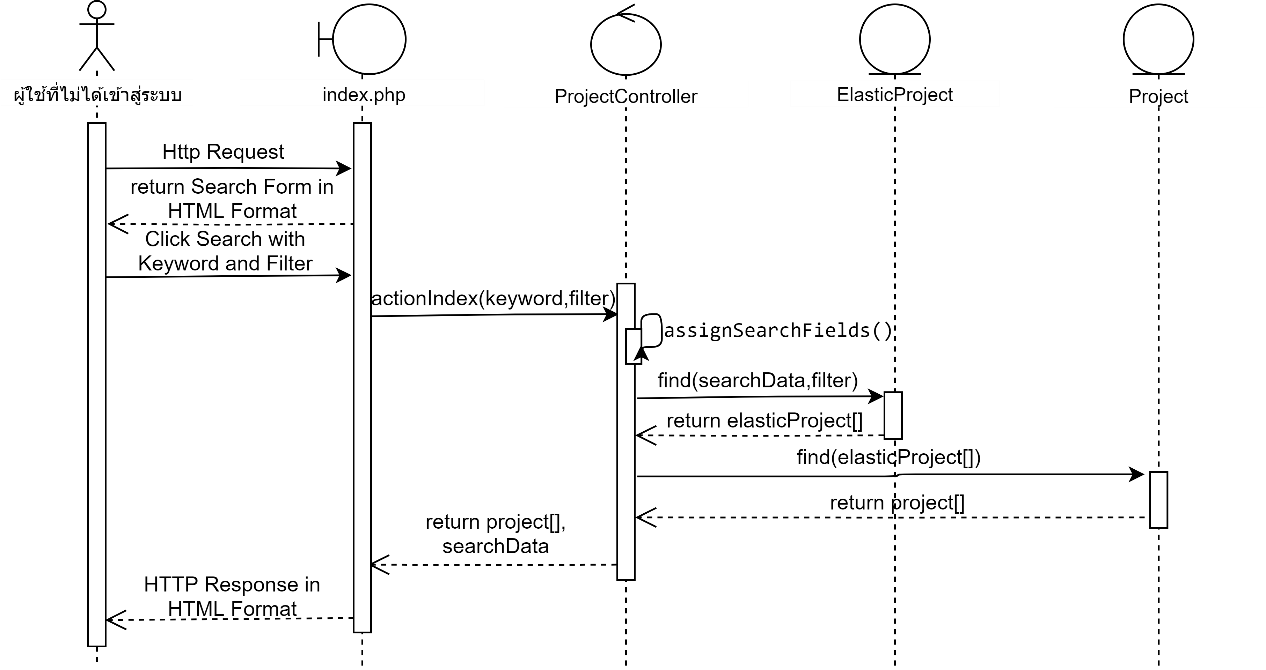 ผู้ใช้ที่ไม่ได้เข้าสู่ระบบ
index.php
ProjectController
ElasticProject
Project
Http Request
return Search Form in
HTML Format
Click Search with
Keyword and Filter
actionIndex(keyword,filter)
assignSearchFields()
find(searchData,filter)
return elasticProject[]
find(elasticProject[])
return project[]
return project[],
searchData
HTTP Response in
HTML Format